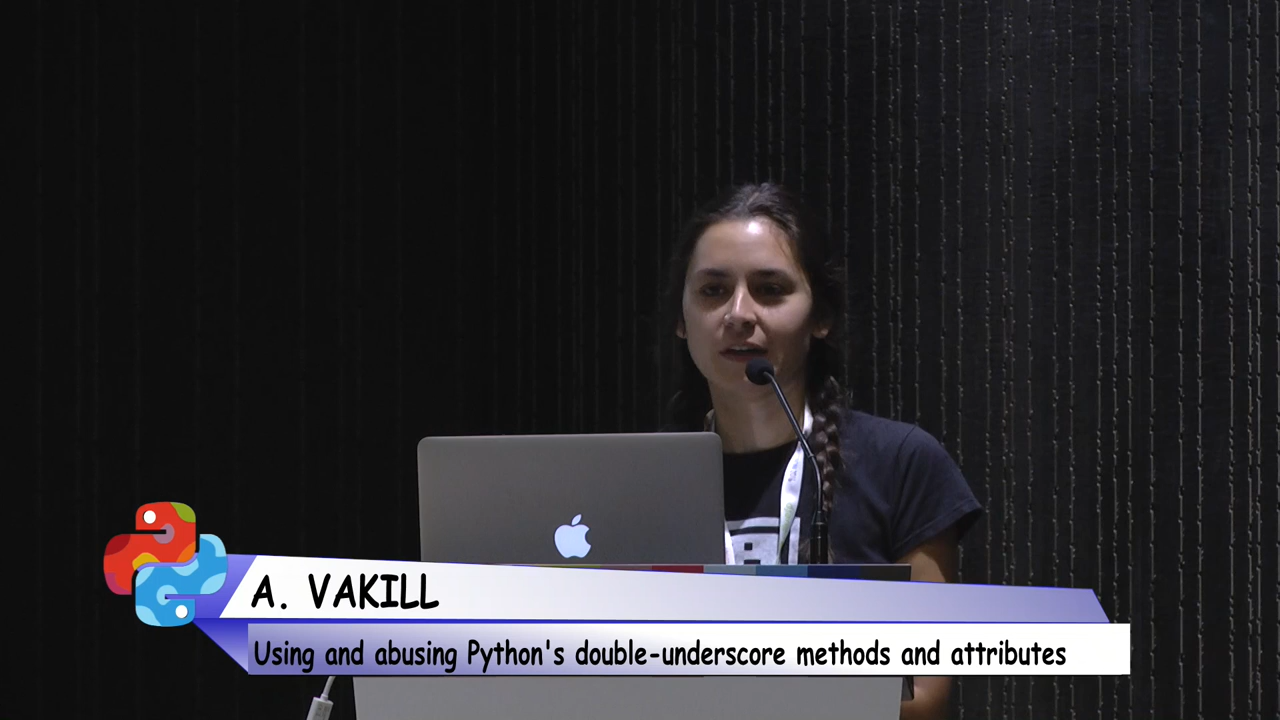 A. VAKILL
Using and abusing Python's double-underscore methods and attributes